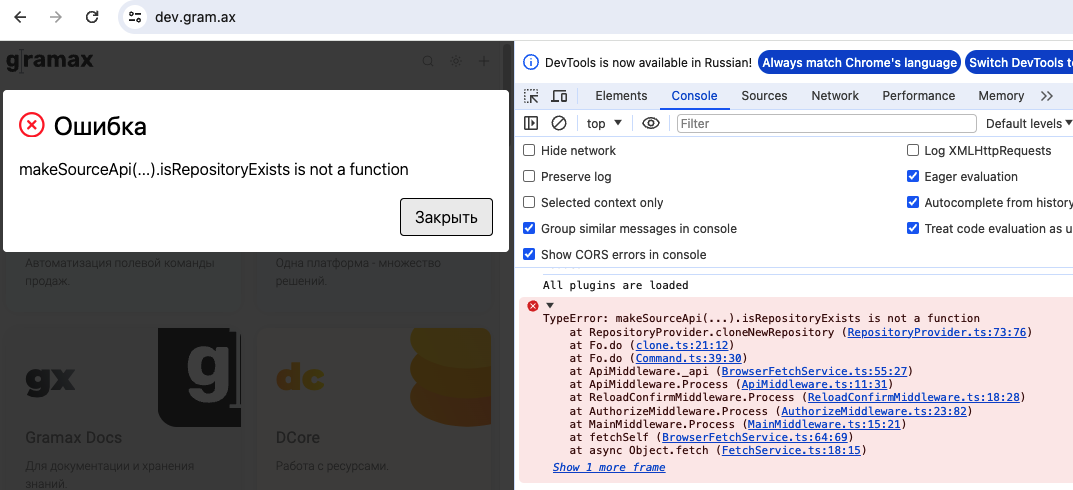 dev.gram.ax
gramax
Ошибка
makeSourceApi(...).isRepositoryExists is not a function
Закрыть
Автоматизация полевой команды продаж.
Одна платформа - множество решений.
gx
g
Gramax Docs
Для документации и хранения знаний.
dc
DCore
Работа с ресурсами.
DevTools is now available in Russian! Always match Chrome's language Switch DevTools to
Elements Console Sources Network Performance Memory
top Filter Default levels
Hide network Log XMLHttpRequests
Preserve log Eager evaluation
Selected context only Autocomplete from history
Group similar messages in console Treat code evaluation as u
Show CORS errors in console
All plugins are loaded
TypeError: makeSourceApi(...).isRepositoryExists is not a function
at RepositoryProvider.cloneNewRepository (RepositoryProvider.ts:73:76)
at Fo.do (clone.ts:21:12)
at Fo.do (Command.ts:39:30)
at ApiMiddleware._api (BrowserFetchService.ts:55:27)
at ApiMiddleware.Process (ApiMiddleware.ts:11:31)
at ReloadConfirmMiddleware.Process (ReloadConfirmMiddleware.ts:18:28)
at AuthorizeMiddleware.Process (AuthorizeMiddleware.ts:23:82)
at MainMiddleware.Process (MainMiddleware.ts:15:21)
at fetchSelf (BrowserFetchService.ts:64:69)
at async Object.fetch (FetchService.ts:18:15)
Show 1 more frame